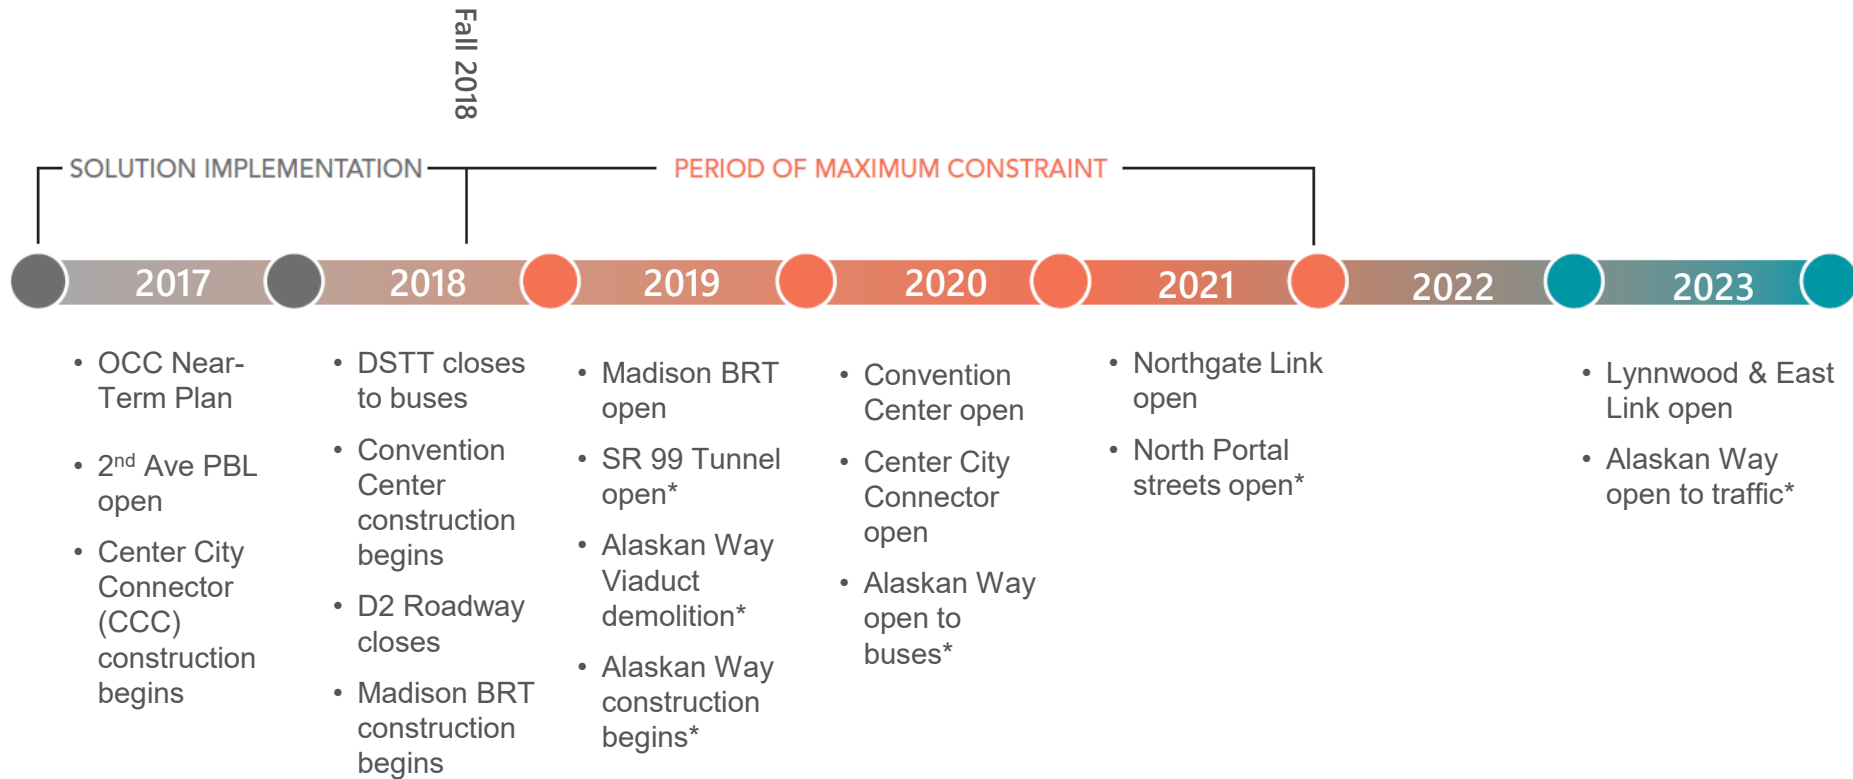 Fall 2018
SOLUTION IMPLEMENTATION
PERIOD OF MAXIMUM CONSTRAINT
2017
2018
2019
2020
2021
2022
2023
• OCC Near-
Term Plan
• 2nd Ave PBL
open
• Center City
Connector
(CCC)
construction
begins
• DSTT closes
to buses
• Convention
Center
construction
begins
• D2 Roadway
closes
• Madison BRT
construction
begins
• Madison BRT
open
• SR 99 Tunnel
open*
• Alaskan Way
Viaduct
demolition*
• Alaskan Way
construction
begins*
• Convention
Center open
• Center City
Connector
open
• Alaskan Way
open to
buses*
• Northgate Link
open
• North Portal
streets open*
• Lynnwood & East
Link open
• Alaskan Way
open to traffic*